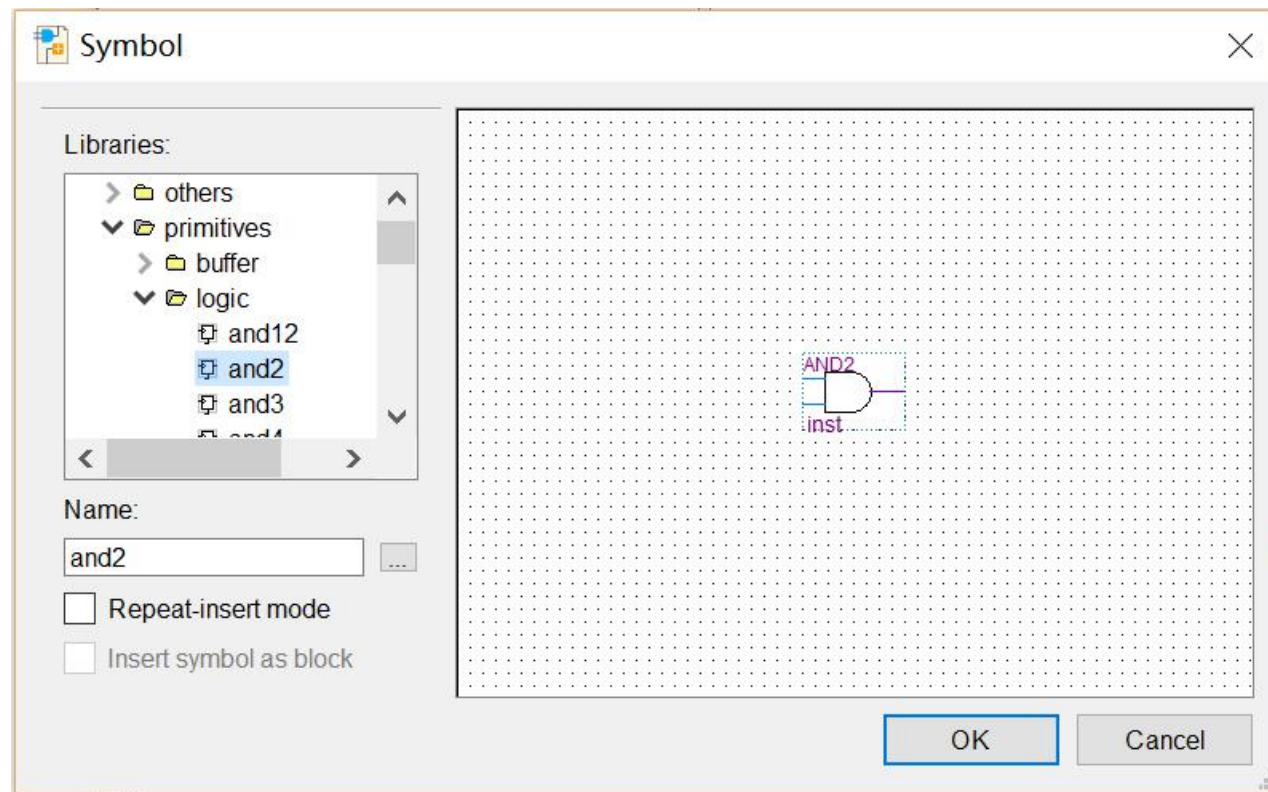 Symbol
Libraries:
others
primitives
buffer
logic
and12
and2
and3
and4
Name:
and2
...
Repeat-insert mode
Insert symbol as block
AND2
inst
OK
Cancel